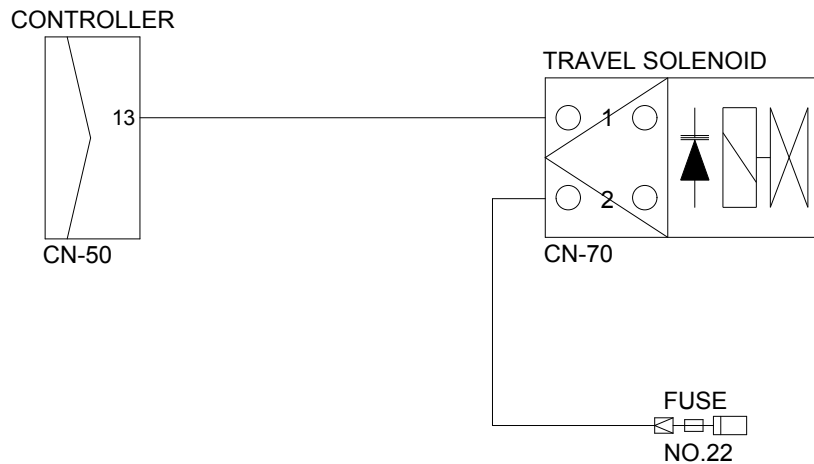 CONTROLLER
TRAVEL SOLENOID
13
1
2
CN-50
CN-70
FUSE
NO.22